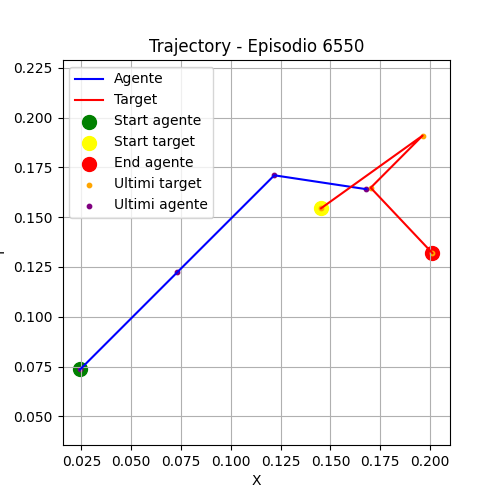 Trajectory - Episodio 6550
0.225
0.200
0.175
0.150
0.125
0.100
0.075
0.050
Agente
Target
Start agente
Start target
End agente
Ultimi target
Ultimi agente
0.025 0.050 0.075 0.100 0.125 0.150 0.175 0.200
X